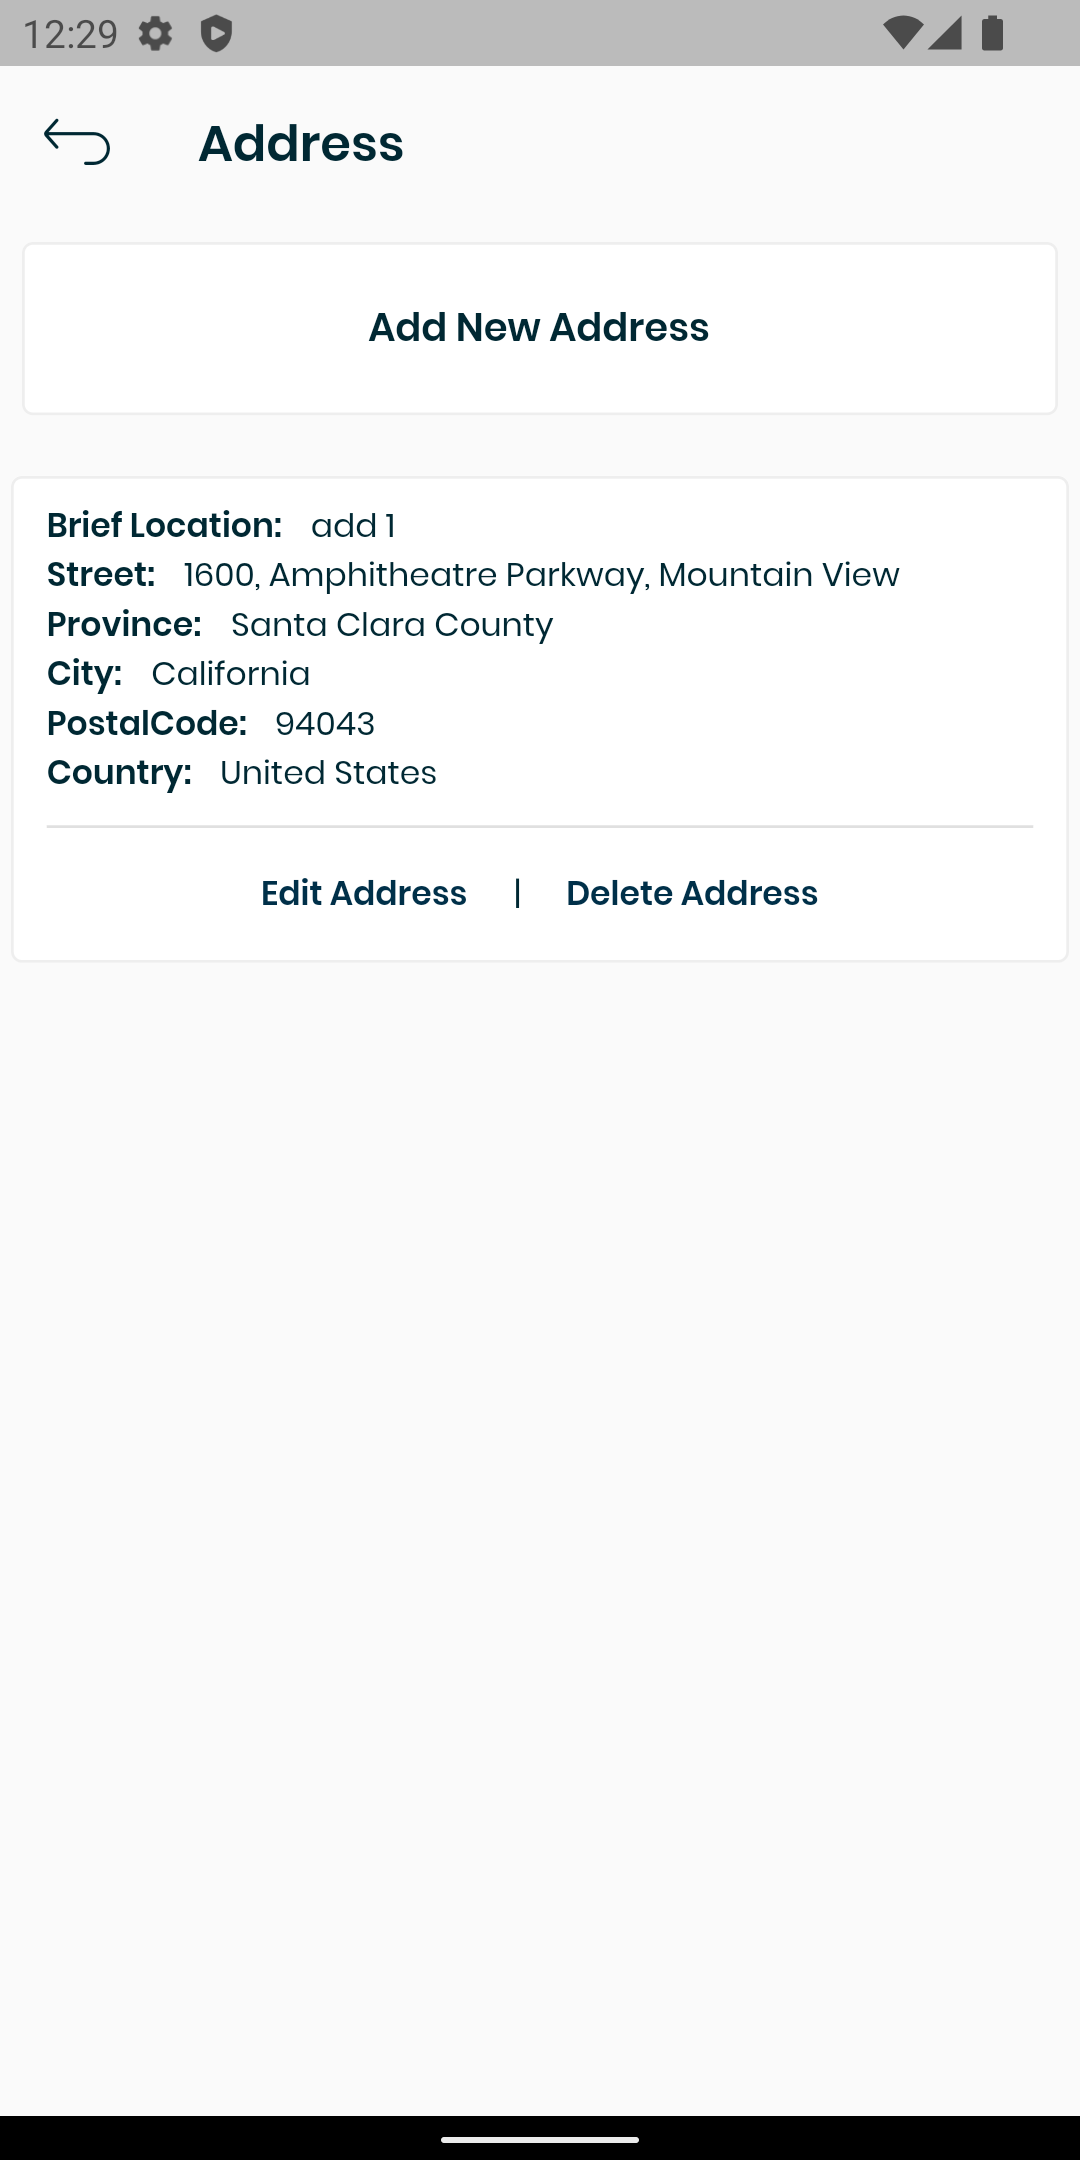 12:29
Address
Add New Address
Brief Location: add 1
Street: 1600, Amphitheatre Parkway, Mountain View
Province: Santa Clara County
City: California
PostalCode: 94043
Country: United States
Edit Address | Delete Address